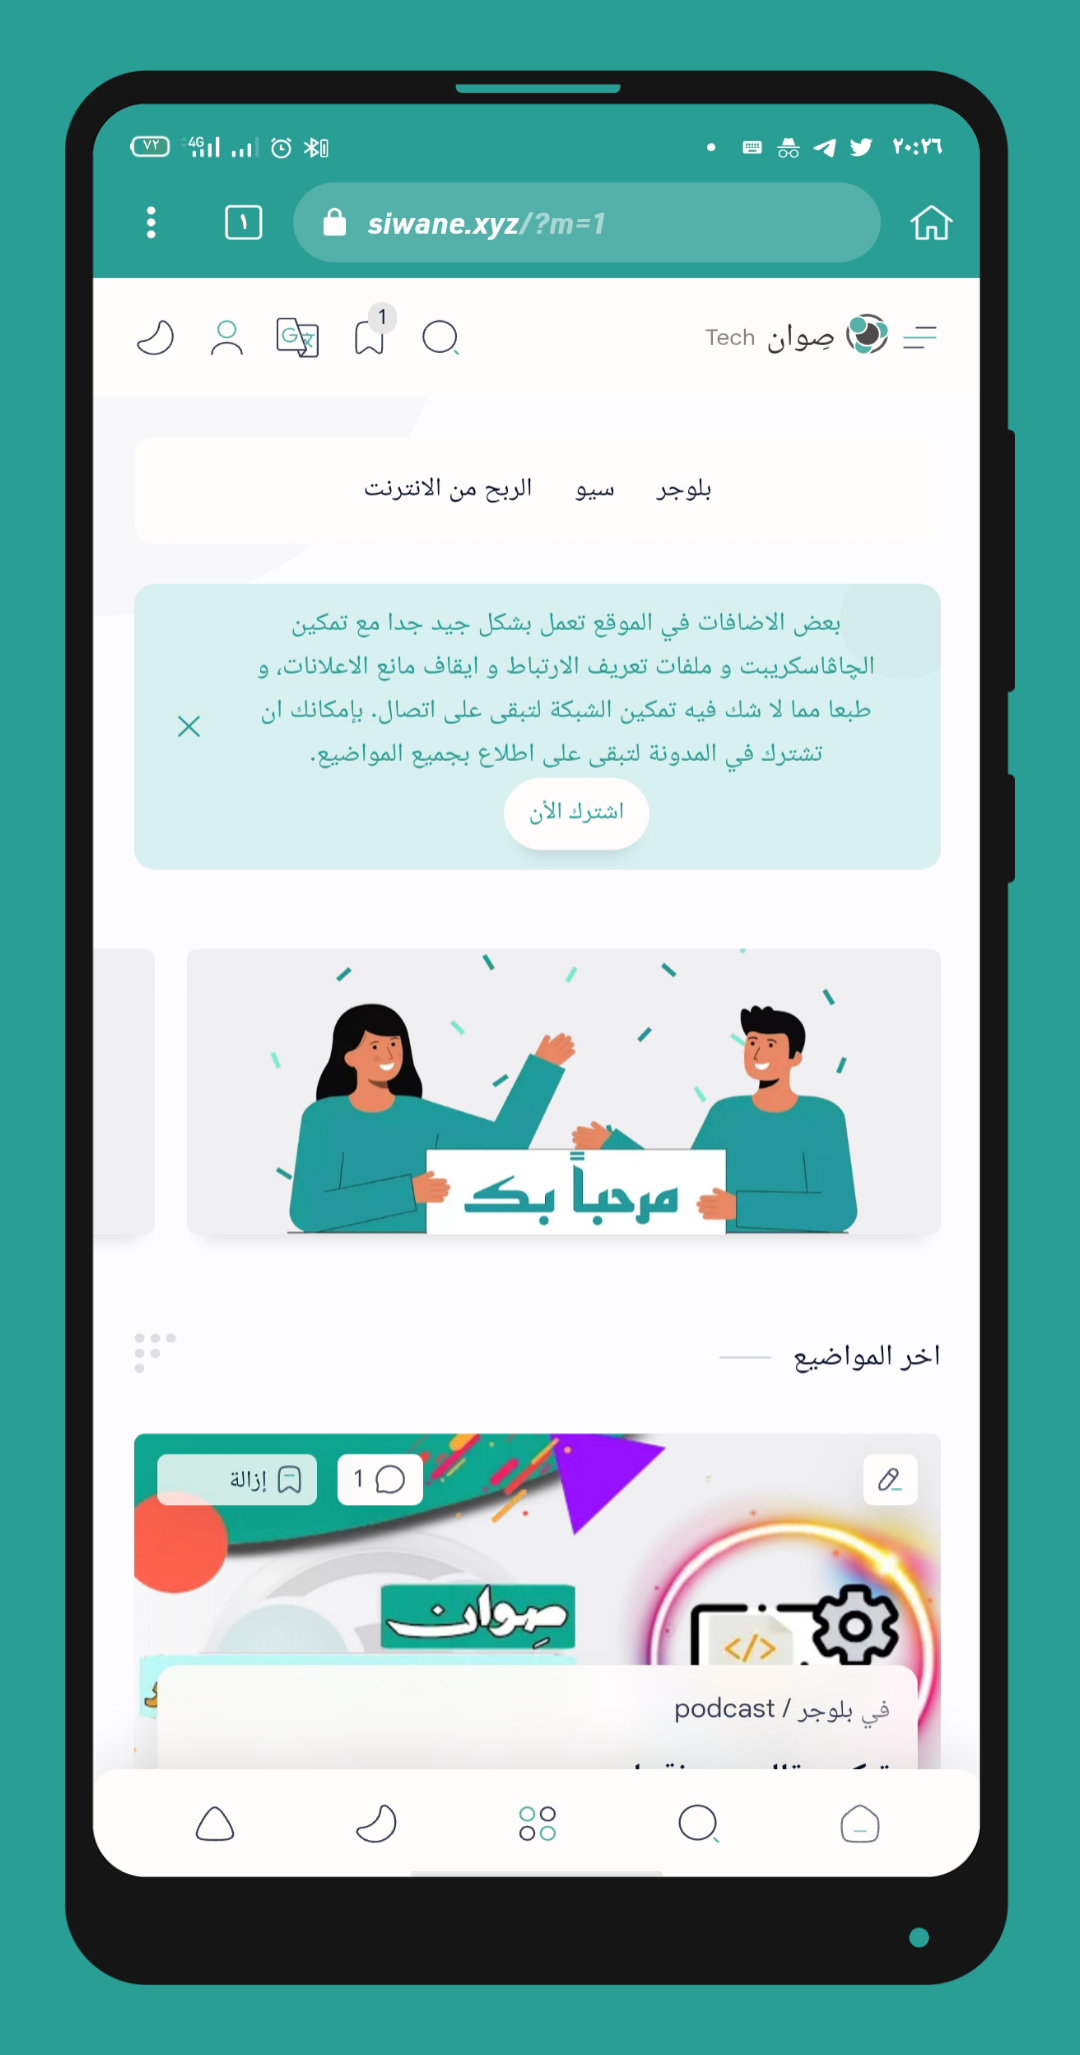 ٢٠:٢٦
4G
٧٢
siwane.xyz/?m=1
١
صِوان Tech
1
بلوجر سيو الربح من الانترنت
بعض الاضافات في الموقع تعمل بشكل جيد جدا مع تمكين
الچاڤاسكريبت و ملفات تعريف الارتباط و ايقاف مانع الاعلانات، و
طبعا مما لا شك فيه تمكين الشبكة لتبقى على اتصال. بإمكانك ان
تشترك في المدونة لتبقى على اطلاع بجميع المواضيع.
اشترك الأن
مرحباً بك
اخر المواضيع
1
إزالة
صِوان
</>
في بلوجر / podcast